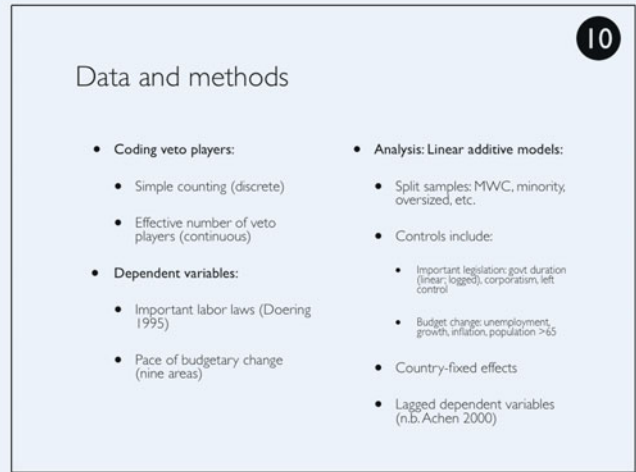 10
Data and methods
• Coding veto players:
• Simple counting (discrete)
• Effective number of veto
players (continuous)
• Dependent variables:
• Important labor laws (Doering
1995)
• Pace of budgetary change
(nine areas)
• Analysis: Linear additive models:
• Split samples: MWC, minority,
oversized, etc.
• Controls include:
• Important legislation: govt duration
(linear; logged), corporatism, left
control
• Budget change: unemployment,
growth, inflation, population >65
• Country-fixed effects
• Lagged dependent variables
(n.b. Achen 2000)